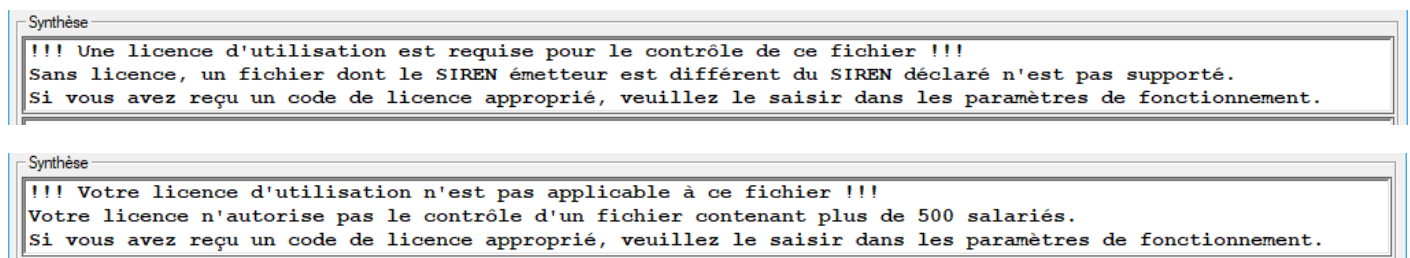 Synthèse
!!! Une licence d'utilisation est requise pour le contrôle de ce fichier !!!
Sans licence, un fichier dont le SIREN émetteur est différent du SIREN déclaré n'est pas supporté.
Si vous avez reçu un code de licence approprié, veuillez le saisir dans les paramètres de fonctionnement.
Synthèse
!!! Votre licence d'utilisation n'est pas applicable à ce fichier !!!
Votre licence n'autorise pas le contrôle d'un fichier contenant plus de 500 salariés.
Si vous avez reçu un code de licence approprié, veuillez le saisir dans les paramètres de fonctionnement.